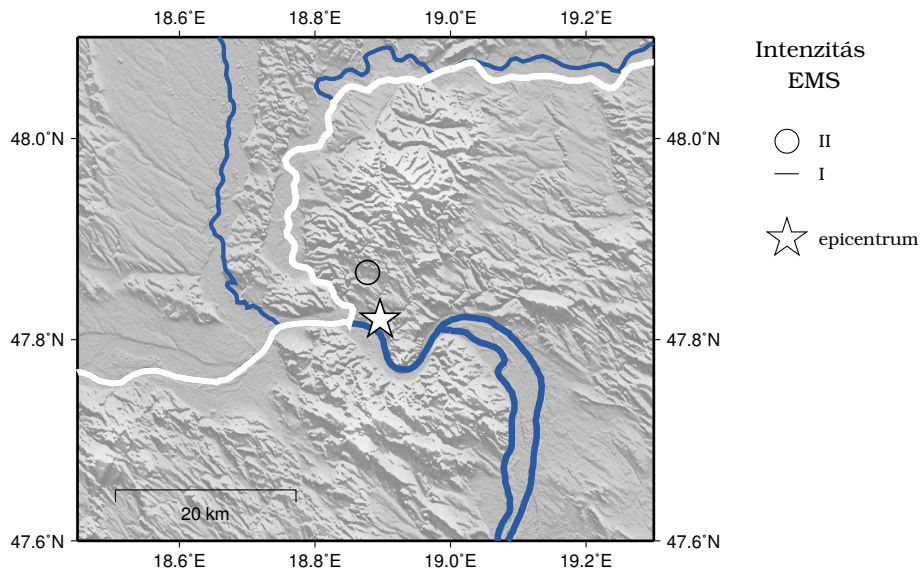 18.6˚E 18.8˚E 19.0˚E 19.2˚E
48.0˚N 48.0˚N
47.8˚N 47.8˚N
47.6˚N 47.6˚N
20 km
18.6˚E 18.8˚E 19.0˚E 19.2˚E
Intenzitás
EMS
II
I
epicentrum